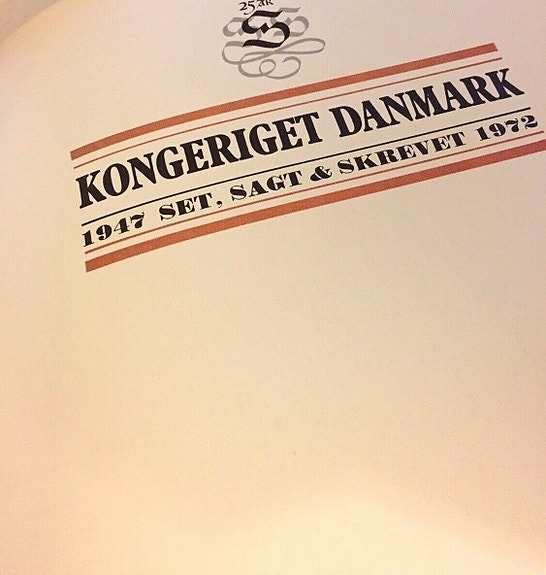 25 ÅR
S
KONGERIGET DANMARK
1947 SET, SAGT & SKREVET 1972